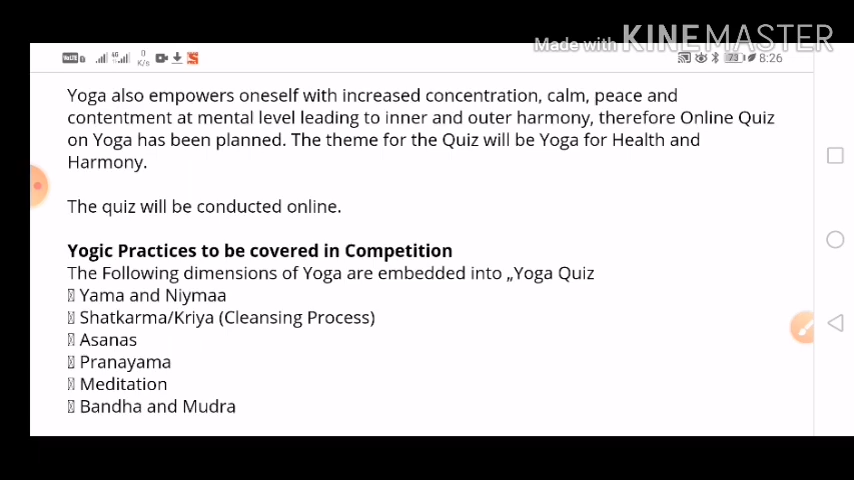 Made with KINEMASTER
VoLTE 4G 0 K/s S 73 8:26
Yoga also empowers oneself with increased concentration, calm, peace and
contentment at mental level leading to inner and outer harmony, therefore Online Quiz
on Yoga has been planned. The theme for the Quiz will be Yoga for Health and
Harmony.
The quiz will be conducted online.
Yogic Practices to be covered in Competition
The Following dimensions of Yoga are embedded into „Yoga Quiz
Yama and Niymaa
Shatkarma/Kriya (Cleansing Process)
Asanas
Pranayama
Meditation
Bandha and Mudra